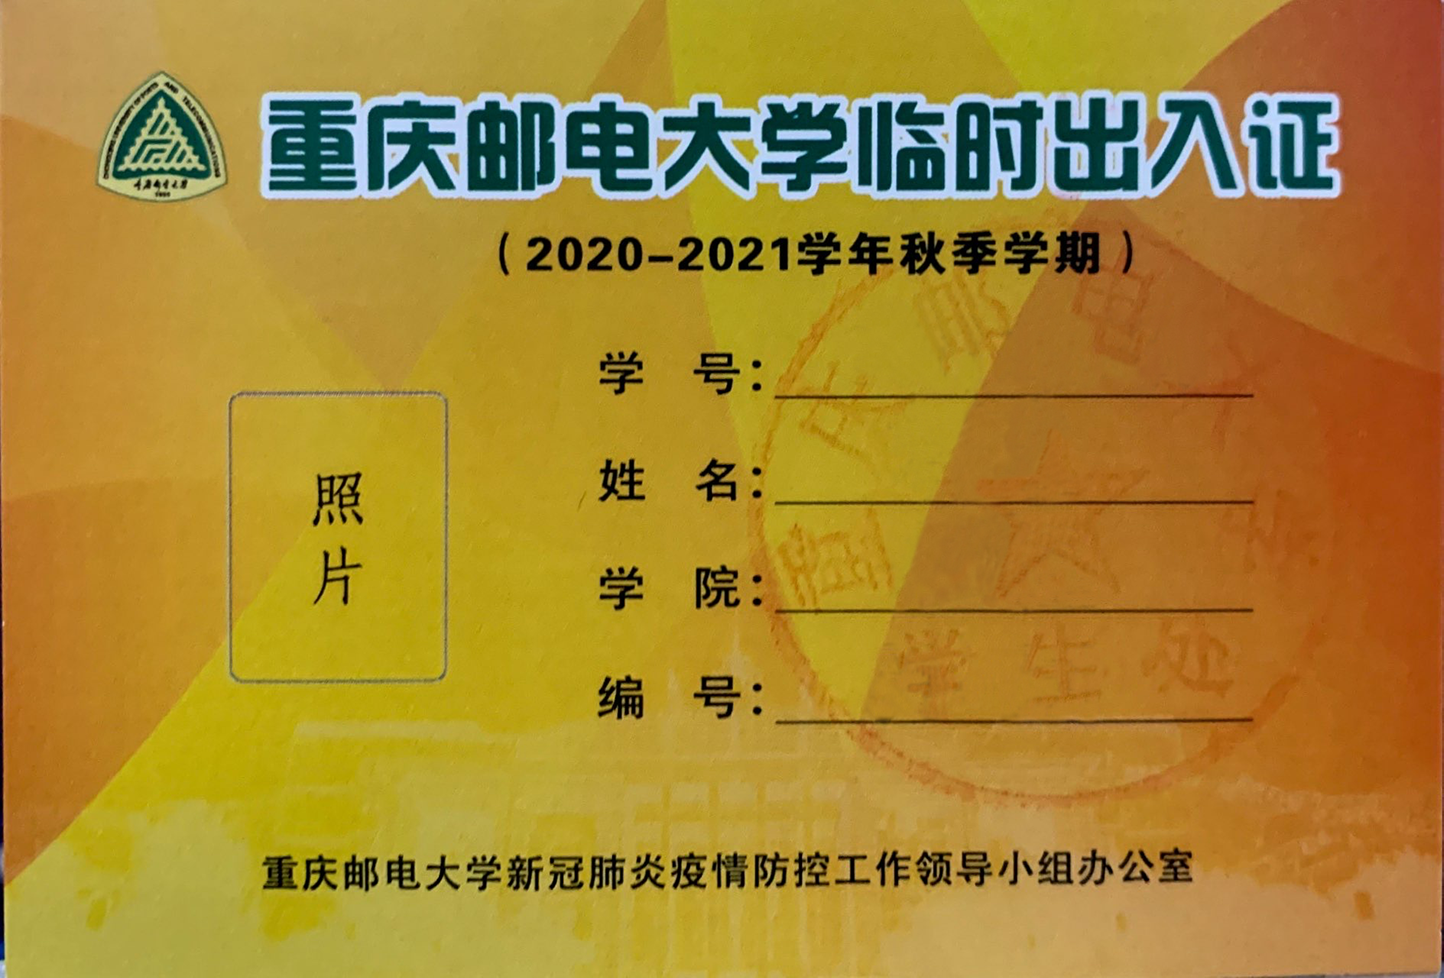 重庆邮电大学临时出入证
（2020-2021学年秋季学期）
学 号：
姓 名：
学 院：
编 号：
照
片
重庆邮电大学
学生处
重庆邮电大学新冠肺炎疫情防控工作领导小组办公室